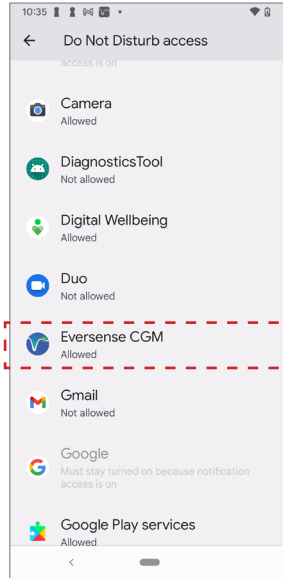 10:35
Do Not Disturb access
access is on
Camera
Allowed
DiagnosticsTool
Not allowed
Digital Wellbeing
Allowed
Duo
Not allowed
Eversense CGM
Allowed
Gmail
Not allowed
Google
Must stay turned on because notification
access is on
Google Play services
Allowed